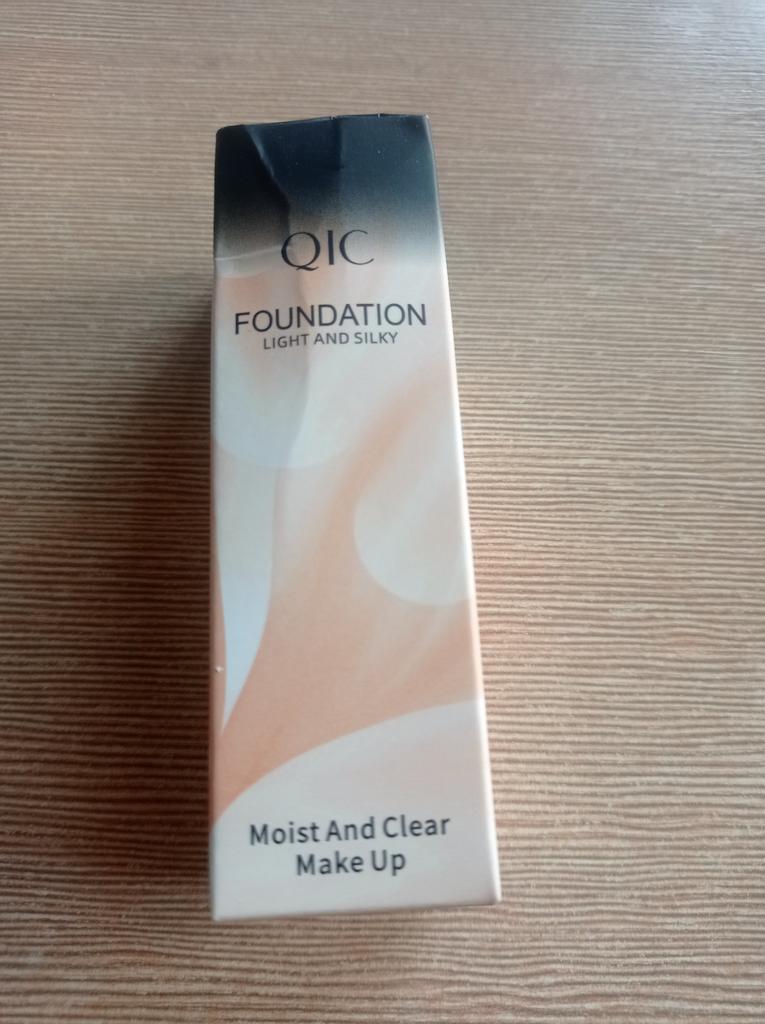 QIC
FOUNDATION
LIGHT AND SILKY
Moist And Clear
Make Up